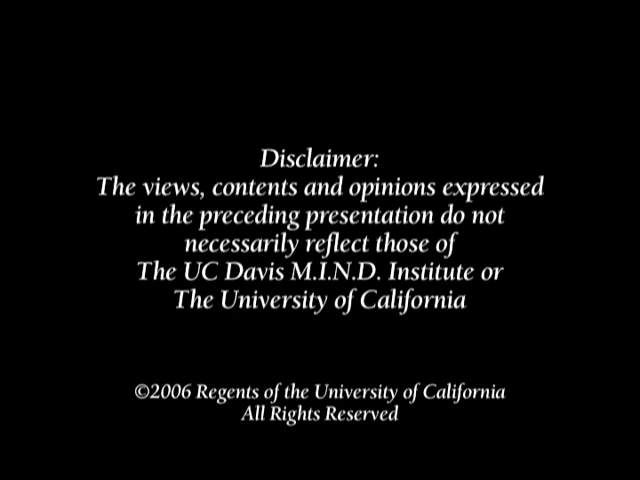 Disclaimer:
The views, contents and opinions expressed
in the preceding presentation do not
necessarily reflect those of
The UC Davis M.I.N.D. Institute or
The University of California
©2006 Regents of the University of California
All Rights Reserved